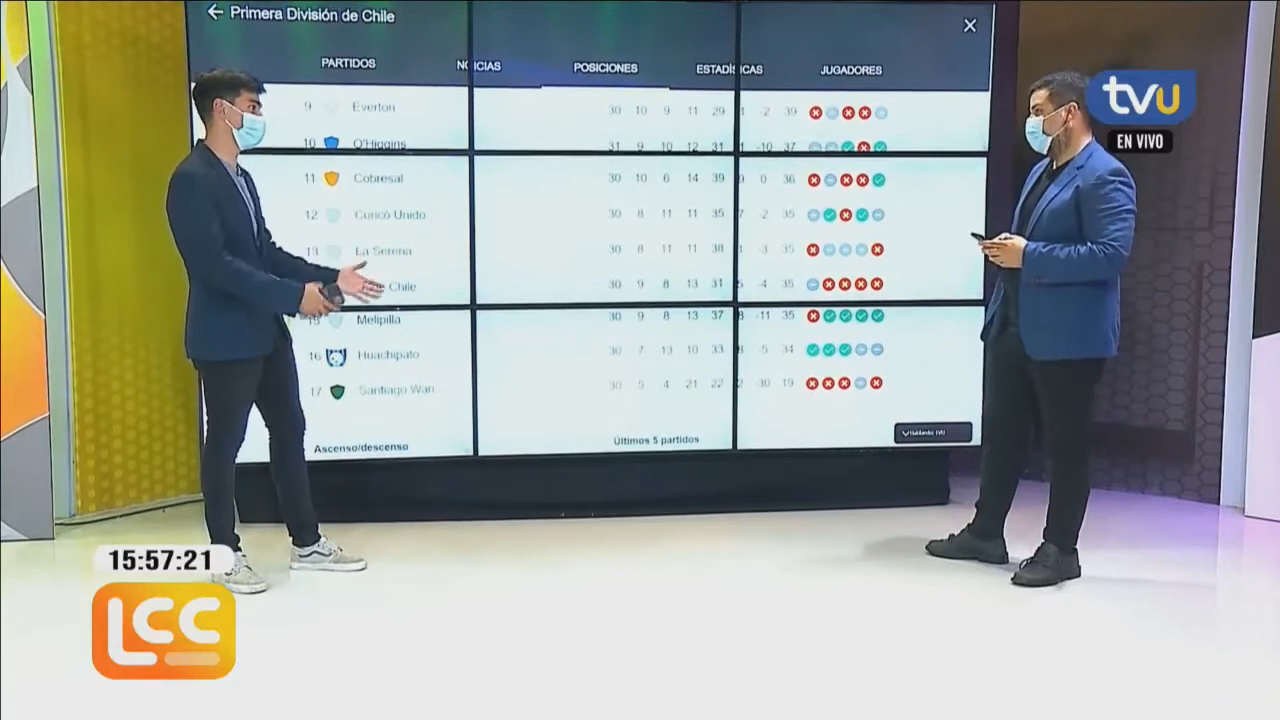 ← Primera División de Chile
PARTIDOS NOTICIAS POSICIONES ESTADÍSTICAS JUGADORES
tvu
EN VIVO
9 Everton 30 10 9 11 29 -2 39
10 O'Higgins 31 9 10 12 31 -10 37
11 Cobresal 30 10 6 14 39 0 36
12 Curicó Unido 30 8 11 11 35 -2 35
13 La Serena 30 8 11 11 38 -3 35
Chile 30 9 8 13 31 -4 35
15 Melipilla 30 9 8 13 37 -11 35
16 Huachipato 30 7 13 10 33 -5 34
17 Santiago Wan 30 5 4 21 22 -30 19
Ascenso/descenso Últimos 5 partidos
Hablando TVU
15:57:21
LCC